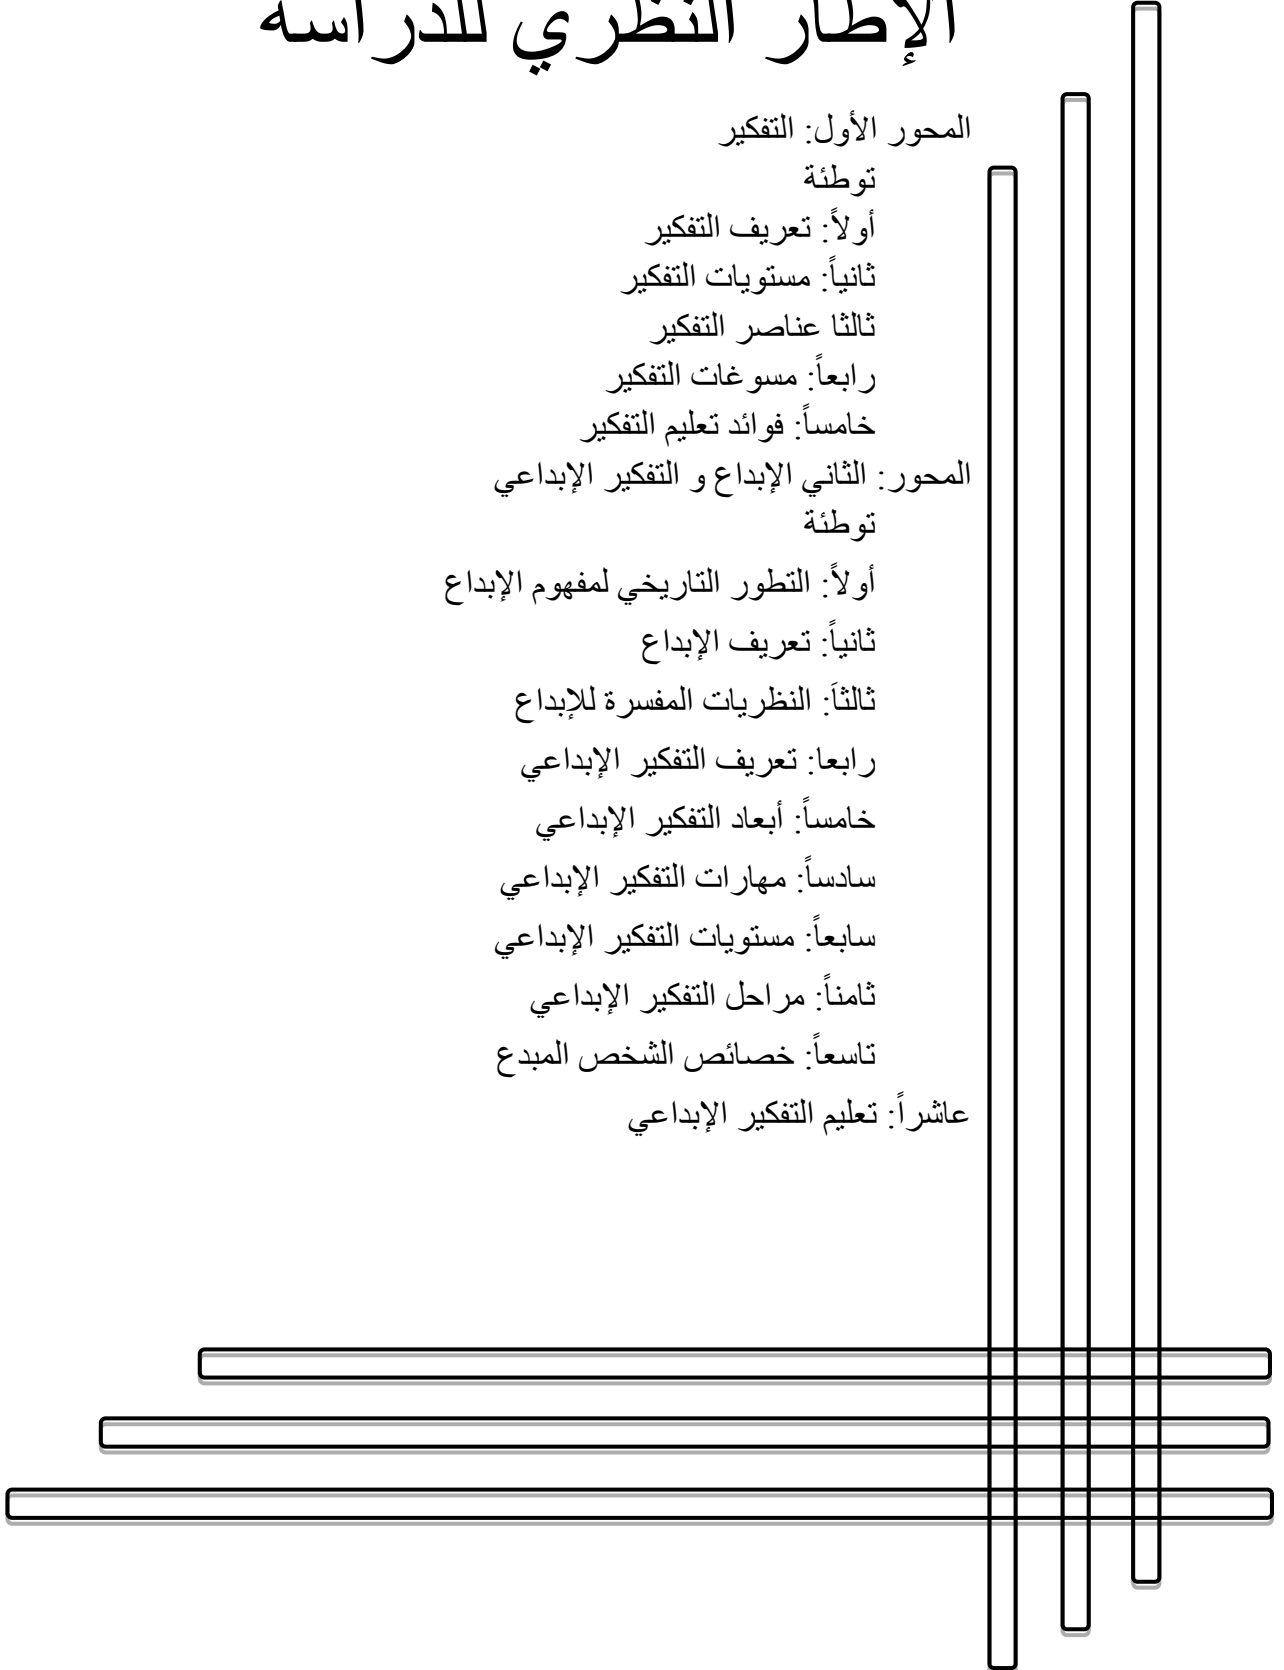 الإطار النظري للدراسة
المحور الأول: التفكير
توطئة
أولاً: تعريف التفكير
ثانياً: مستويات التفكير
ثالثا عناصر التفكير
رابعاً: مسوغات التفكير
خامساً: فوائد تعليم التفكير
المحور: الثاني الإبداع و التفكير الإبداعي
توطئة
أولاً: التطور التاريخي لمفهوم الإبداع
ثانياً: تعريف الإبداع
ثالثاَ: النظريات المفسرة للإبداع
رابعا: تعريف التفكير الإبداعي
خامساً: أبعاد التفكير الإبداعي
سادساً: مهارات التفكير الإبداعي
سابعاً: مستويات التفكير الإبداعي
ثامناً: مراحل التفكير الإبداعي
تاسعاً: خصائص الشخص المبدع
عاشراً: تعليم التفكير الإبداعي